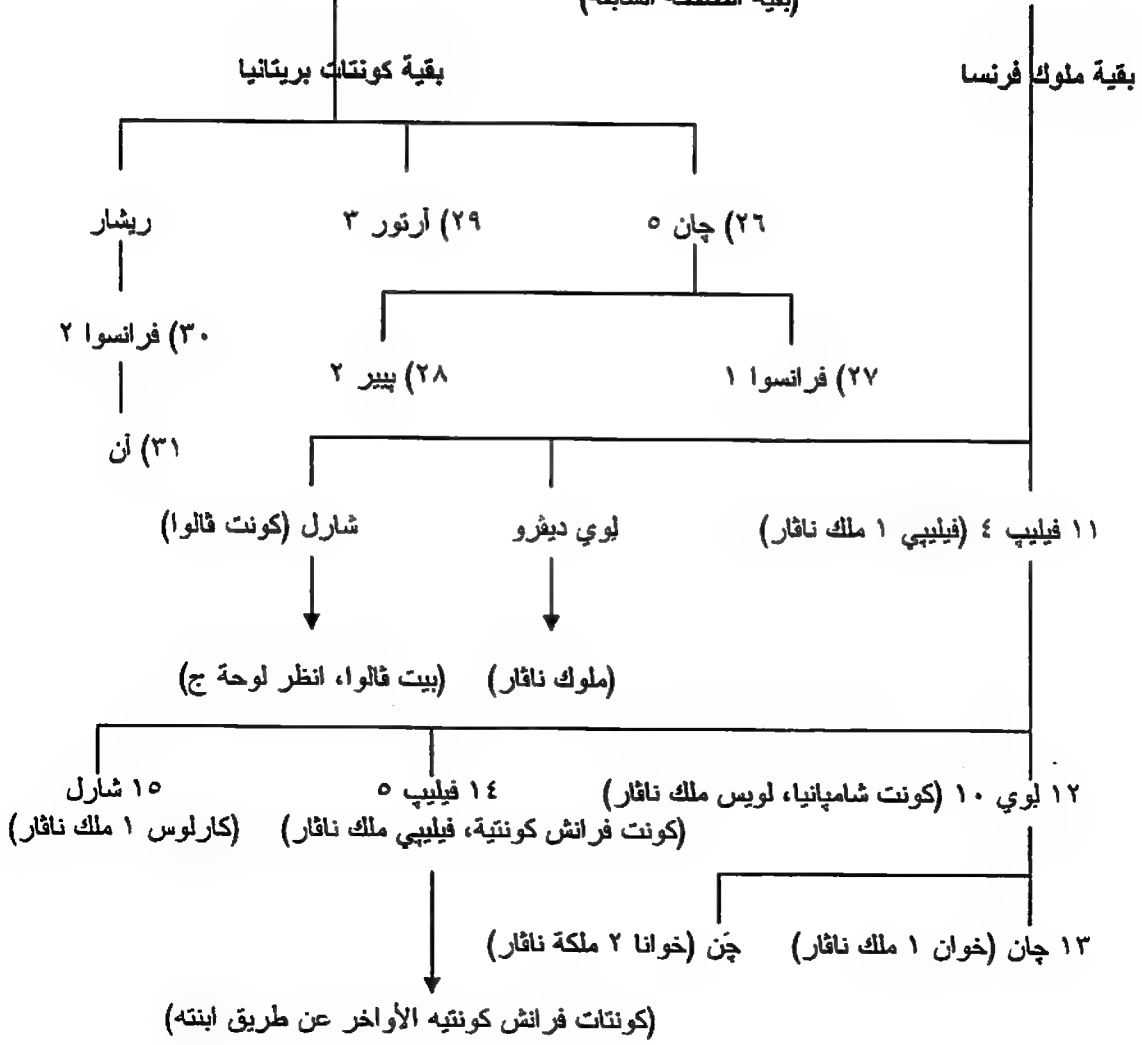 (بقية الصفحة السابقة)
بقية ملوك فرنسا
بقية كونتات بريتانيا
٢٦) چان ٥
٢٩) آرتور ٣
ريشار
٣٠) فرانسوا ٢
٢٧) فرانسوا ١
٢٨) پيير ٢
٣١) آن
١١ فيليپ ٤ (فيليپي ١ ملك ناڤار)
لوي ديڤرو
شارل (كونت ڤالوا)
(ملوك ناڤار)
(بيت ڤالوا، انظر لوحة ج)
١٢ لوي ١٠ (كونت شامپانيا، لويس ملك ناڤار)
١٤ فيليپ ٥
(كونت فرانش كونتية، فيليپي ملك ناڤار)
١٥ شارل
(كارلوس ١ ملك ناڤار)
١٣ چان (خوان ١ ملك ناڤار)
چَن (خوانا ٢ ملكة ناڤار)
(كونتات فرانش كونتيه الأواخر عن طريق ابنته)